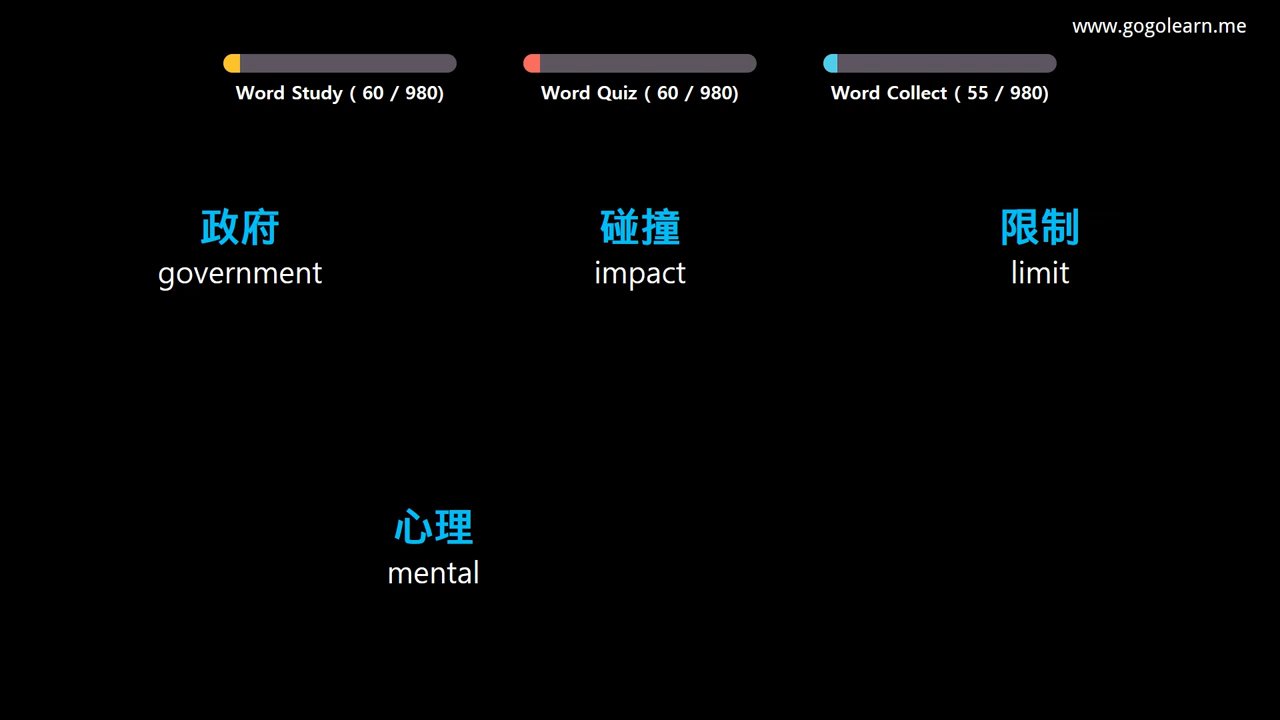 www.gogolearn.me
Word Study ( 60 / 980)
Word Quiz ( 60 / 980)
Word Collect ( 55 / 980)
政府
government
碰撞
impact
限制
limit
心理
mental